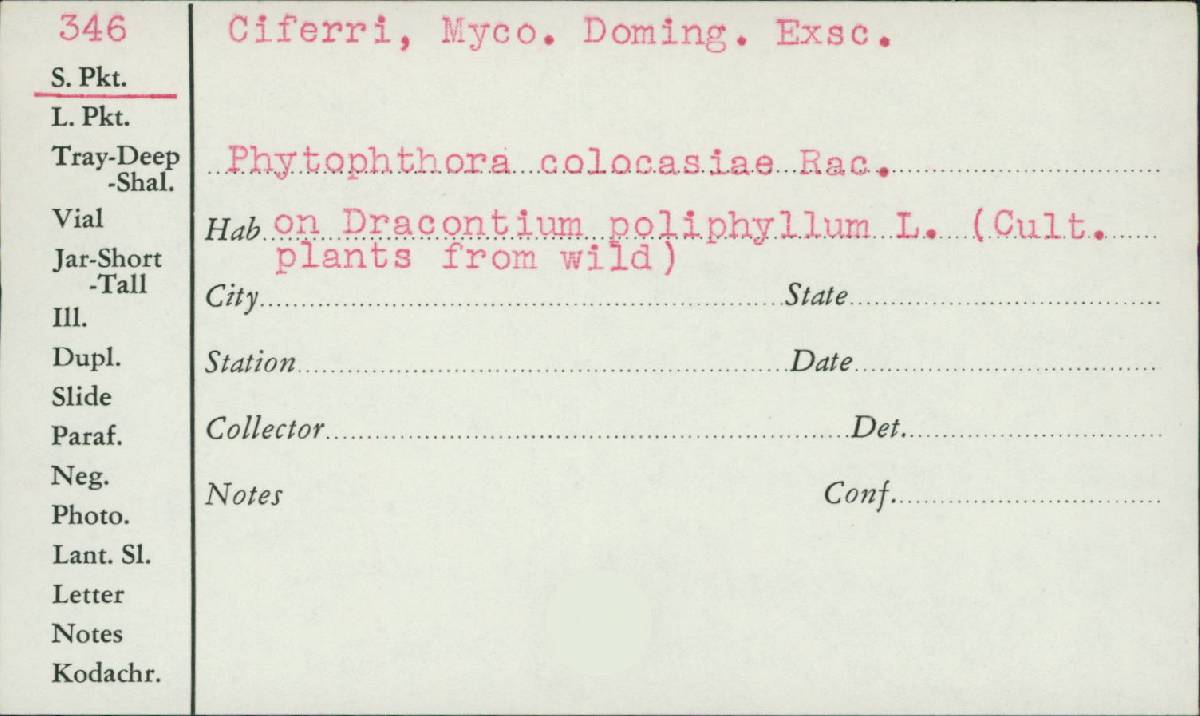 346
Ciferri, Myco. Doming. Exsc.
S. Pkt.
L. Pkt.
Tray-Deep
-Shal.
Vial
Jar-Short
-Tall
Ill.
Dupl.
Slide
Paraf.
Neg.
Photo.
Lant. Sl.
Letter
Notes
Kodachr.
Phytophthora colocasiae Rac.
Hab on Dracontium poliphyllum L. (Cult.
plants from wild)
City State
Station Date
Collector Det.
Notes Conf.